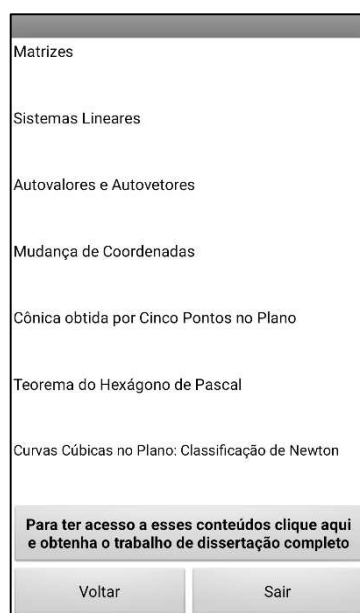 Matrizes
Sistemas Lineares
Autovalores e Autovetores
Mudança de Coordenadas
Cônica obtida por Cinco Pontos no Plano
Teorema do Hexágono de Pascal
Curvas Cúbicas no Plano: Classificação de Newton
Para ter acesso a esses conteúdos clique aqui
e obtenha o trabalho de dissertação completo
Voltar
Sair